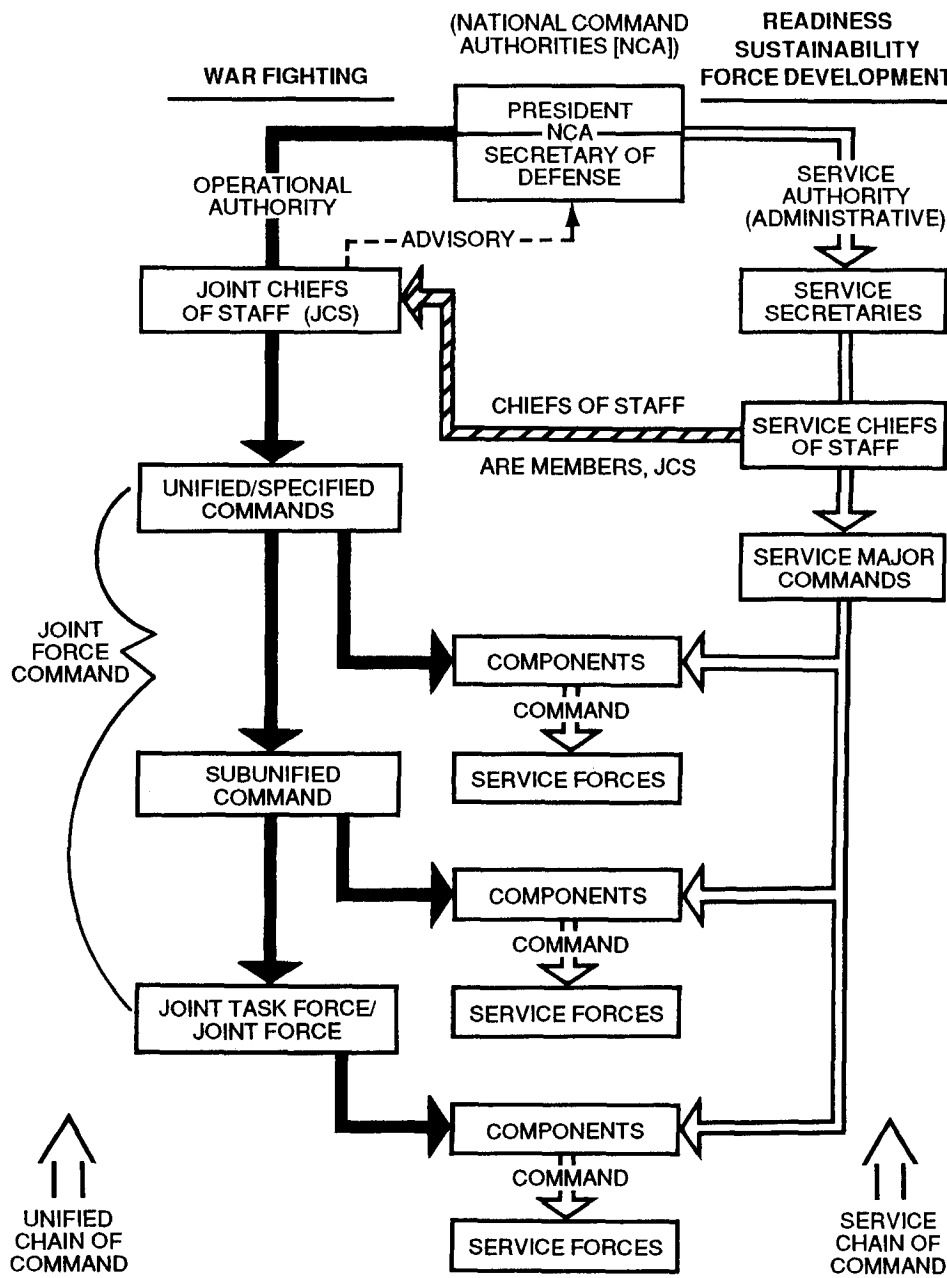 (NATIONAL COMMAND
AUTHORITIES [NCA])
READINESS
SUSTAINABILITY
FORCE DEVELOPMENT
WAR FIGHTING
PRESIDENT
NCA
SECRETARY OF
DEFENSE
OPERATIONAL
AUTHORITY
SERVICE
AUTHORITY
(ADMINISTRATIVE)
ADVISORY
JOINT CHIEFS
OF STAFF (JCS)
SERVICE
SECRETARIES
CHIEFS OF STAFF
ARE MEMBERS, JCS
SERVICE CHIEFS
OF STAFF
UNIFIED/SPECIFIED
COMMANDS
SERVICE MAJOR
COMMANDS
JOINT
FORCE
COMMAND
COMPONENTS
COMMAND
SERVICE FORCES
SUBUNIFIED
COMMAND
COMPONENTS
COMMAND
SERVICE FORCES
JOINT TASK FORCE/
JOINT FORCE
COMPONENTS
COMMAND
SERVICE FORCES
UNIFIED
CHAIN OF
COMMAND
SERVICE
CHAIN OF
COMMAND